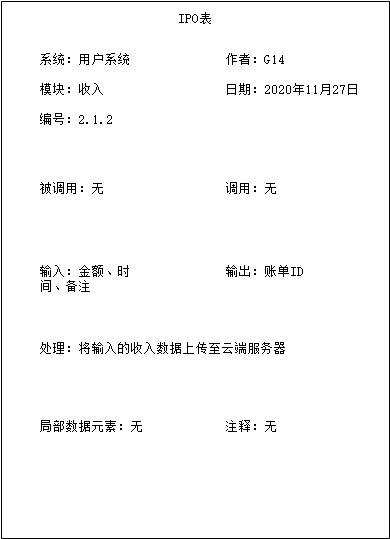 IPO表
系统：用户系统
作者：G14
模块：收入
日期：2020年11月27日
编号：2.1.2
被调用：无
调用：无
输入：金额、时
间、备注
输出：账单ID
处理：将输入的收入数据上传至云端服务器
局部数据元素：无
注释：无